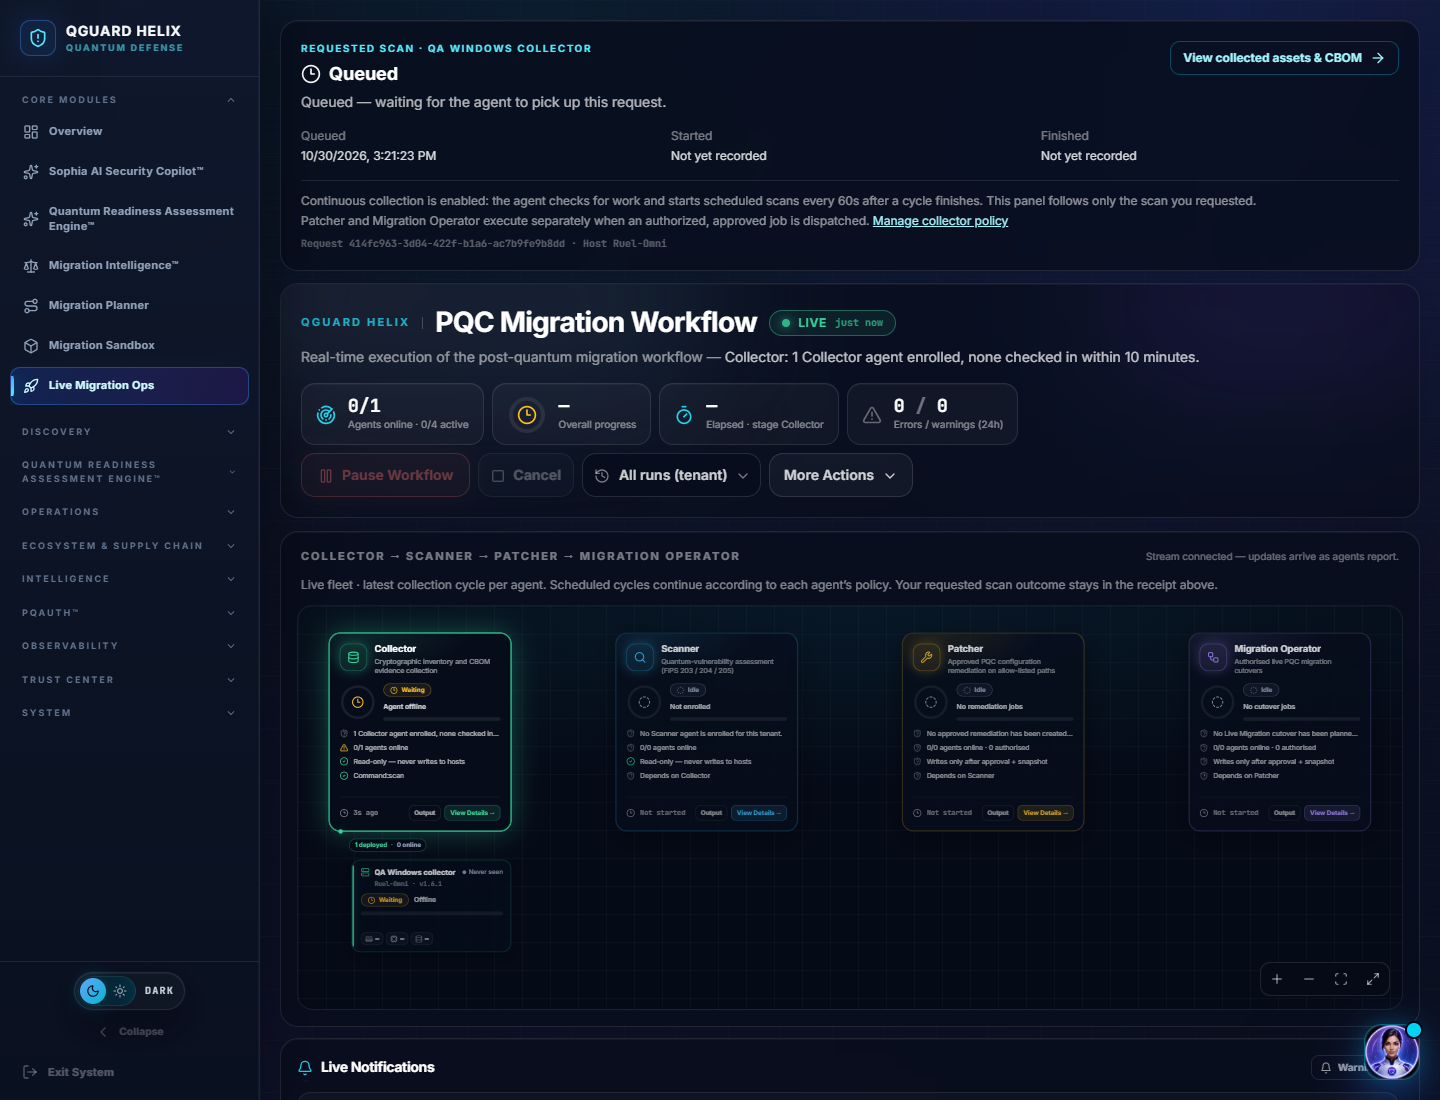 QGUARD HELIX
QUANTUM DEFENSE
CORE MODULES
Overview
Sophia AI Security Copilot™
Quantum Readiness Assessment
Engine™
Migration Intelligence™
Migration Planner
Migration Sandbox
Live Migration Ops
DISCOVERY
QUANTUM READINESS
ASSESSMENT ENGINE™
OPERATIONS
ECOSYSTEM & SUPPLY CHAIN
INTELLIGENCE
PQAUTH™
OBSERVABILITY
TRUST CENTER
SYSTEM
DARK
Collapse
Exit System
REQUESTED SCAN · QA WINDOWS COLLECTOR
Queued
View collected assets & CBOM →
Queued — waiting for the agent to pick up this request.
Queued Started Finished
10/30/2026, 3:21:23 PM Not yet recorded Not yet recorded
Continuous collection is enabled: the agent checks for work and starts scheduled scans every 60s after a cycle finishes. This panel follows only the scan you requested.
Patcher and Migration Operator execute separately when an authorized, approved job is dispatched. Manage collector policy
Request 414fc963-3d04-422f-b1a6-ac7b9fe9b8dd · Host Ruel-Omni
QGUARD HELIX | PQC Migration Workflow LIVE just now
Real-time execution of the post-quantum migration workflow — Collector: 1 Collector agent enrolled, none checked in within 10 minutes.
0/1
Agents online · 0/4 active
—
Overall progress
—
Elapsed · stage Collector
0 / 0
Errors / warnings (24h)
Pause Workflow Cancel All runs (tenant) More Actions
COLLECTOR → SCANNER → PATCHER → MIGRATION OPERATOR
Stream connected — updates arrive as agents report.
Live fleet · latest collection cycle per agent. Scheduled cycles continue according to each agent's policy. Your requested scan outcome stays in the receipt above.
Collector
Cryptographic inventory and CBOM
evidence collection
Waiting
Agent offline
1 Collector agent enrolled, none checked in…
0/1 agents online
Read-only — never writes to hosts
Command:scan
3s ago Output View Details →
1 deployed · 0 online
QA Windows collector Never seen
Ruel-Omni · v1.6.1
Waiting Offline
– – –
Scanner
Quantum-vulnerability assessment
(FIPS 203 / 204 / 205)
Idle
Not enrolled
No Scanner agent is enrolled for this tenant.
0/0 agents online
Read-only — never writes to hosts
Depends on Collector
Not started Output View Details →
Patcher
Approved PQC configuration
remediation on allow-listed paths
Idle
No remediation jobs
No approved remediation has been created…
0/0 agents online · 0 authorised
Writes only after approval + snapshot
Depends on Scanner
Not started Output View Details →
Migration Operator
Authorised live PQC migration
cutovers
Idle
No cutover jobs
No Live Migration cutover has been planne…
0/0 agents online · 0 authorised
Writes only after approval + snapshot
Depends on Patcher
Not started Output View Details →
Live Notifications